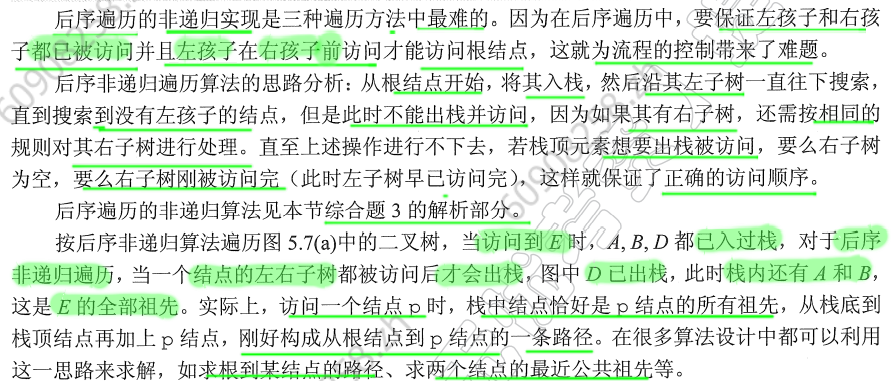 后序遍历的非递归实现是三种遍历方法中最难的。因为在后序遍历中，要保证左孩子和右孩
子都已被访问并且左孩子在右孩子前访问才能访问根结点，这就为流程的控制带来了难题。
后序非递归遍历算法的思路分析：从根结点开始，将其入栈，然后沿其左子树一直往下搜索，
直到搜索到没有左孩子的结点，但是此时不能出栈并访问，因为如果其有右子树，还需按相同的
规则对其右子树进行处理。直至上述操作进行不下去，若栈顶元素想要出栈被访问，要么右子树
为空，要么右子树刚被访问完（此时左子树早已访问完），这样就保证了正确的访问顺序。
后序遍历的非递归算法见本节综合题 3 的解析部分。
按后序非递归算法遍历图 5.7(a)中的二叉树，当访问到 E 时，A, B, D 都已入过栈，对于后序
非递归遍历，当一个结点的左右子树都被访问后才会出栈，图中 D 已出栈，此时栈内还有 A 和 B，
这是 E 的全部祖先。实际上，访问一个结点 p 时，栈中结点恰好是 p 结点的所有祖先，从栈底到
栈顶结点再加上 p 结点，刚好构成从根结点到 p 结点的一条路径。在很多算法设计中都可以利用
这一思路来求解，如求根到某结点的路径、求两个结点的最近公共祖先等。